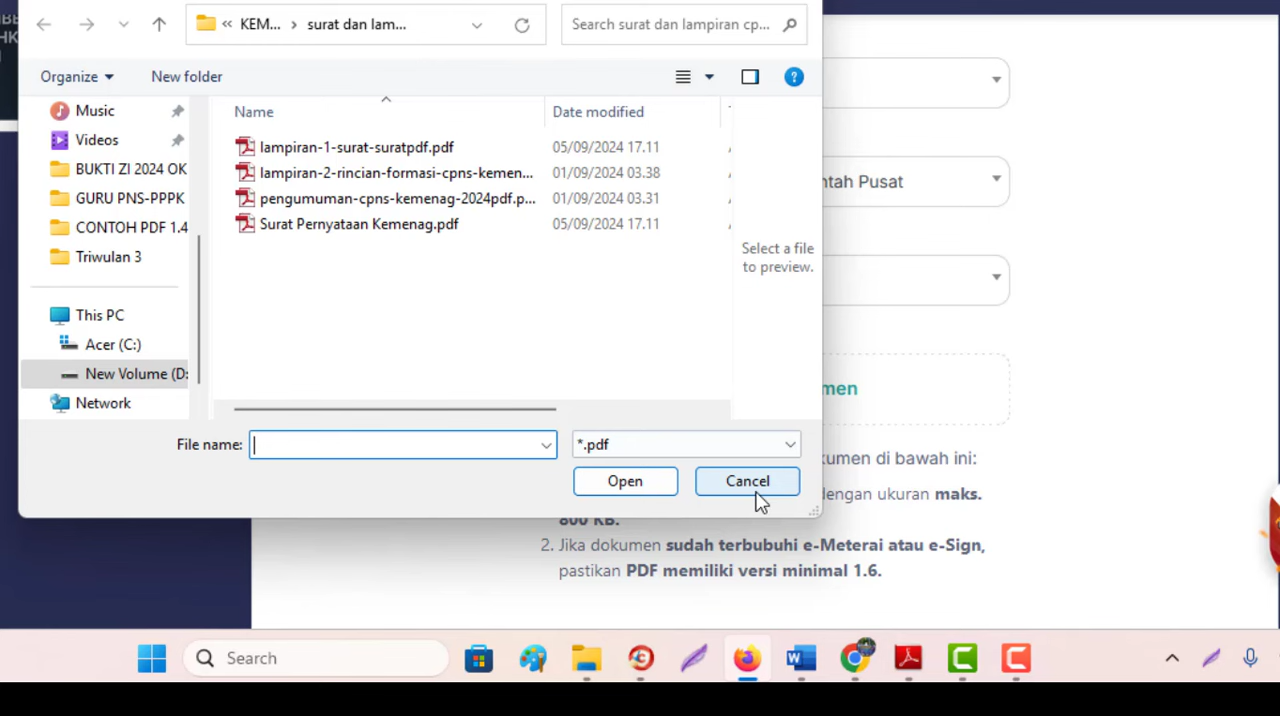 KEM...
surat dan lam...
Search surat dan lampiran cp...
Organize
New folder
Music
Videos
BUKTI ZI 2024 OK
GURU PNS-PPPK
CONTOH PDF 1.4
Triwulan 3
This PC
Acer (C:)
New Volume (D:
Network
Name
Date modified
lampiran-1-surat-suratpdf.pdf
05/09/2024 17.11
lampiran-2-rincian-formasi-cpns-kemen...
01/09/2024 03.38
pengumuman-cpns-kemenag-2024pdf.p...
01/09/2024 03.31
Surat Pernyataan Kemenag.pdf
05/09/2024 17.11
Select a file
to preview.
File name:
*.pdf
Open
Cancel
ntah Pusat
men
kumen di bawah ini:
dengan ukuran maks.
800 KB.
2. Jika dokumen sudah terbubuhi e-Meterai atau e-Sign,
pastikan PDF memiliki versi minimal 1.6.
Search